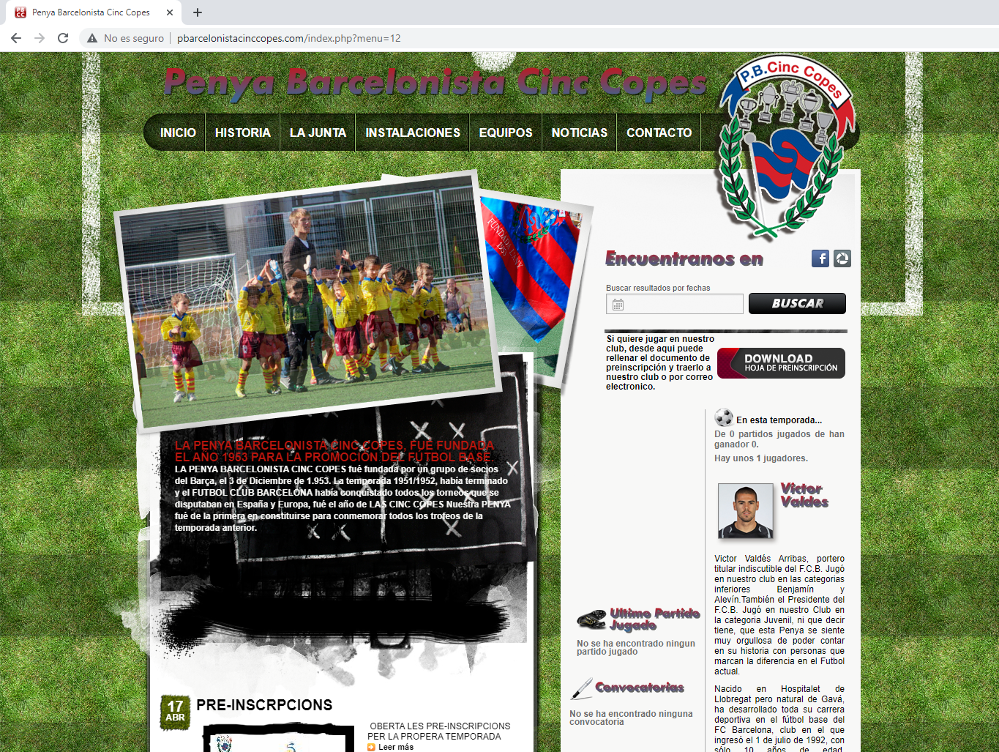 Penya Barcelonista Cinc Copes
No es seguro
pbarcelonistacinccopes.com/index.php?menu=12
Penya Barcelonista Cinc Copes
P.B.Cinc Copes
INICIO
HISTORIA
LA JUNTA
INSTALACIONES
EQUIPOS
NOTICIAS
CONTACTO
FUNDADA L'ANY
1953
Encuentranos en
Buscar resultados por fechas
BUSCAR
Si quiere jugar en nuestro
club, desde aqui puede
rellenar el documento de
preinscripción y traerlo a
nuestro club o por correo
electronico.
DOWNLOAD
HOJA DE PREINSCRIPCIÓN
LA PENYA BARCELONISTA CINC COPES, FUÉ FUNDADA
EL AÑO 1953 PARA LA PROMOCIÓN DEL FUTBOL BASE.
LA PENYA BARCELONISTA CINC COPES fué fundada por un grupo de socios
del Barça, el 3 de Diciembre de 1.953. La temporada 1951/1952, había terminado
y el FUTBOL CLUB BARCELONA había conquistado todos los torneos que se
disputaban en España y Europa, fué el año de LAS CINC COPES Nuestra PENYA
fué de la primera en constituirse para conmemorar todos los trofeos de la
temporada anterior.
En esta temporada...
De 0 partidos jugados de han
ganador 0.
Hay unos 1 jugadores.
Victor
Valdes
Victor Valdés Arribas, portero
titular indiscutible del F.C.B. Jugó
en nuestro club en las categorias
inferiores Benjamín y
Alevín.También el Presidente del
F.C.B. Jugó en nuestro Club en
la categoria Juvenil, ni que decir
tiene, que esta Penya se siente
muy orgullosa de poder contar
en su historia con personas que
marcan la diferencia en el Futbol
actual.
Nacido en Hospitalet de
Llobregat pero natural de Gavá,
ha desarrollado toda su carrera
deportiva en el fútbol base del
FC Barcelona, club en el que
ingresó el 1 de julio de 1992, con
sólo 10 años de edad.
Ultimo Partido
Jugado
No se ha encontrado ningun
partido jugado
Convocatorias
No se ha encontrado ninguna
convocatoria
17
ABR
PRE-INSCRPCIONS
OBERTA LES PRE-INSCRIPCIONS
PER LA PROPERA TEMPORADA
Leer más